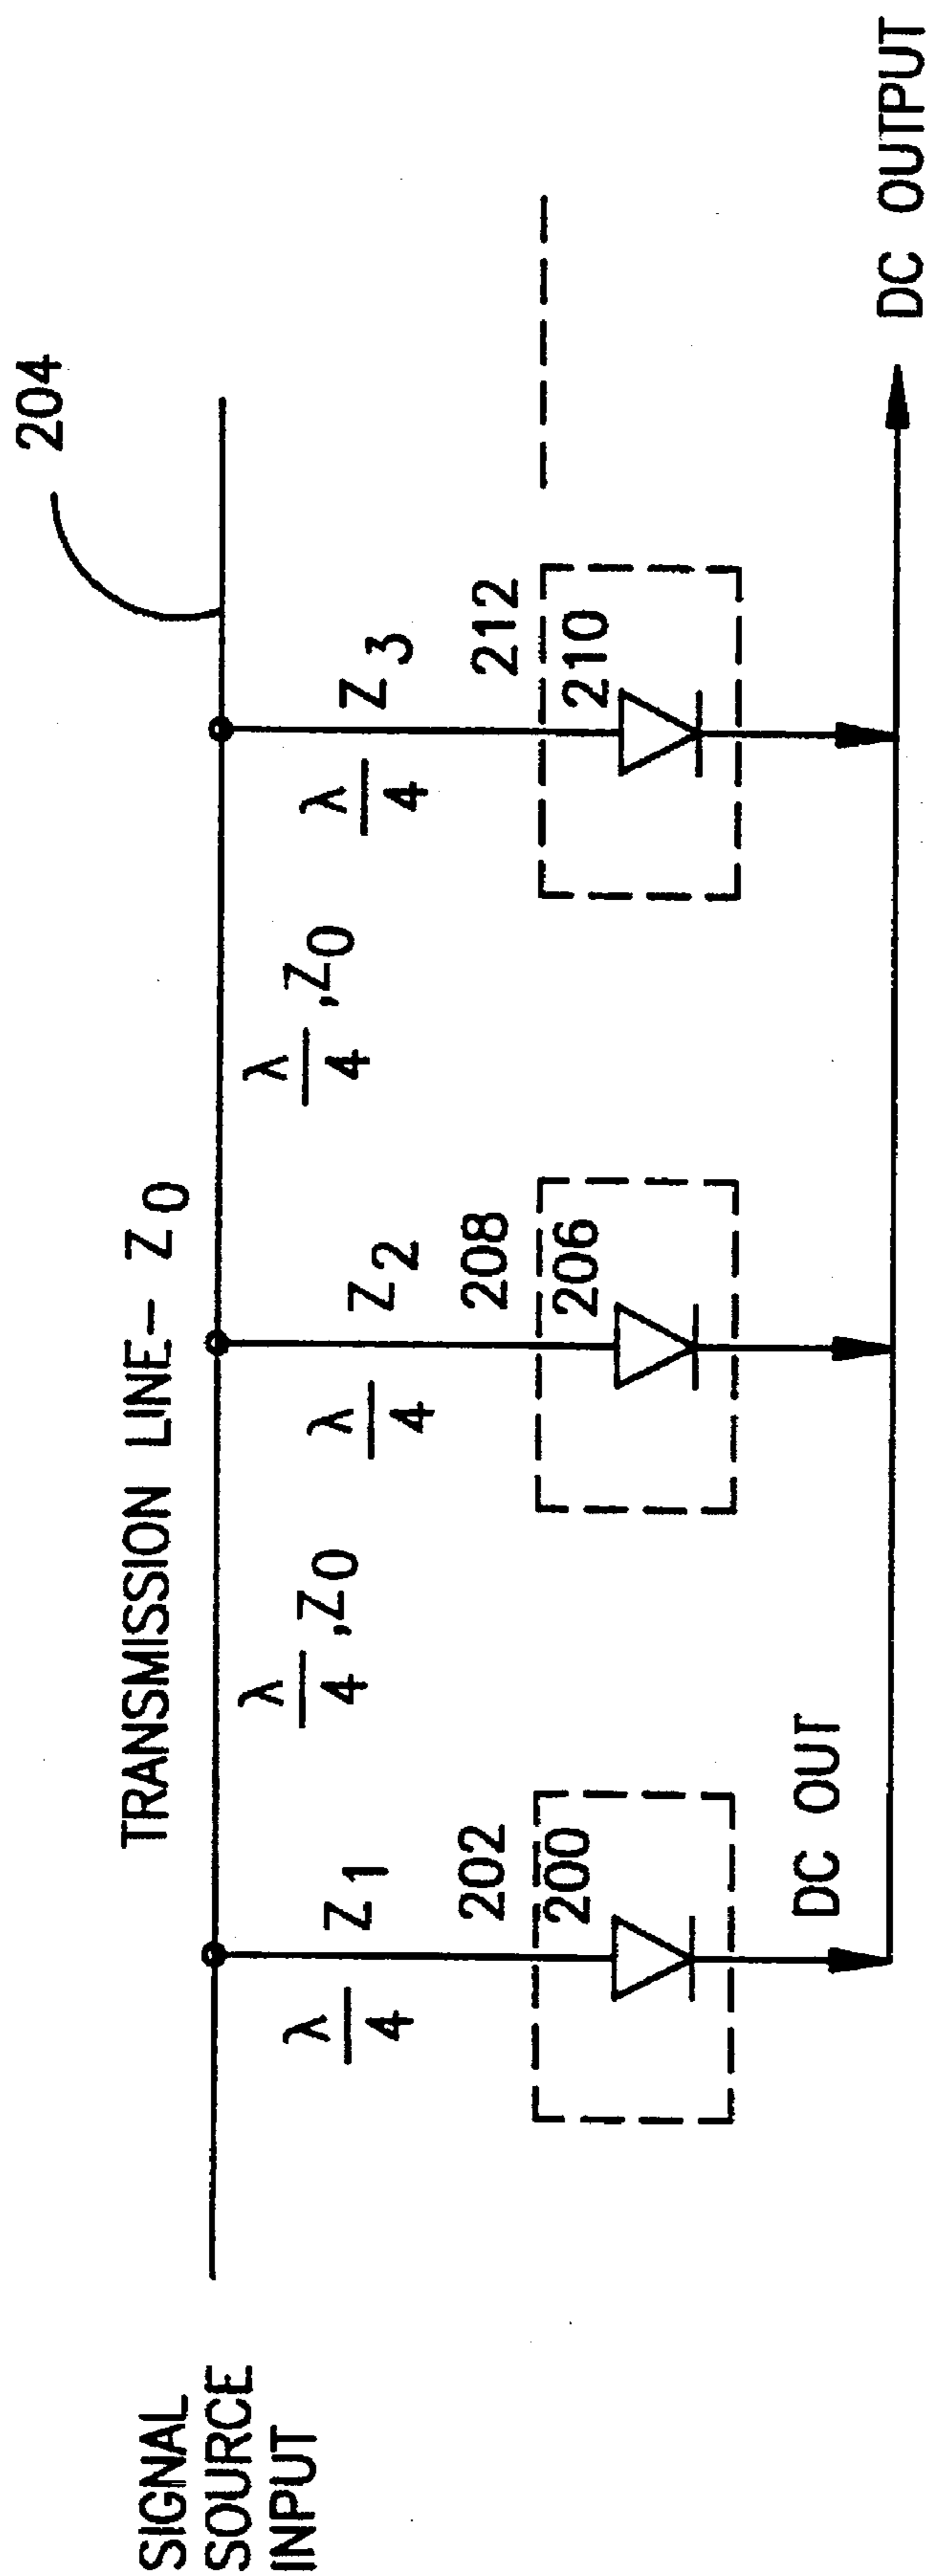 204
TRANSMISSION LINE- Z0
SIGNAL
SOURCE
INPUT
λ/4
Z1
λ/4 ,Z0
λ/4
Z2
λ/4 ,Z0
λ/4
Z3
202
200
208
206
212
210
DC OUT
DC OUTPUT